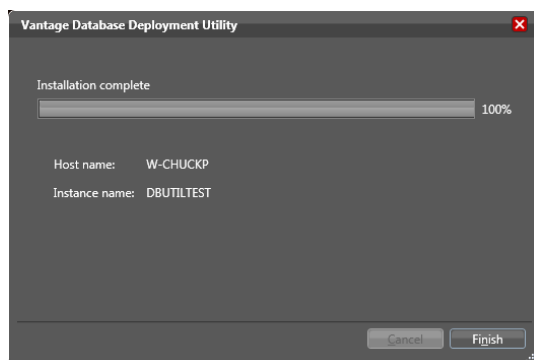 Vantage Database Deployment Utility
Installation complete
100%
Host name: W-CHUCKP
Instance name: DBUTILTEST
Cancel Finish